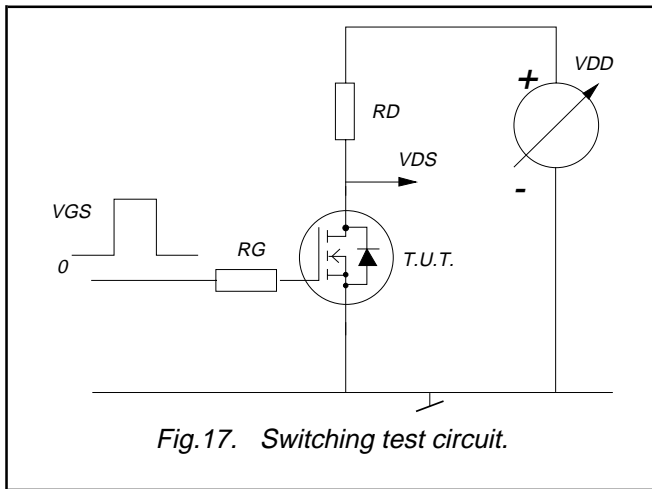 +
VDD
RD
VDS
-
VGS
RG
T.U.T.
0
Fig.17. Switching test circuit.